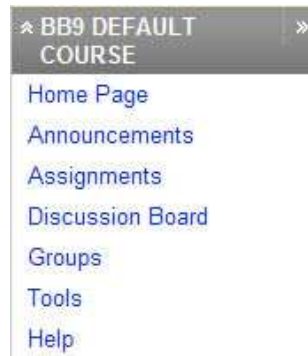 BB9 DEFAULT
COURSE
Home Page
Announcements
Assignments
Discussion Board
Groups
Tools
Help